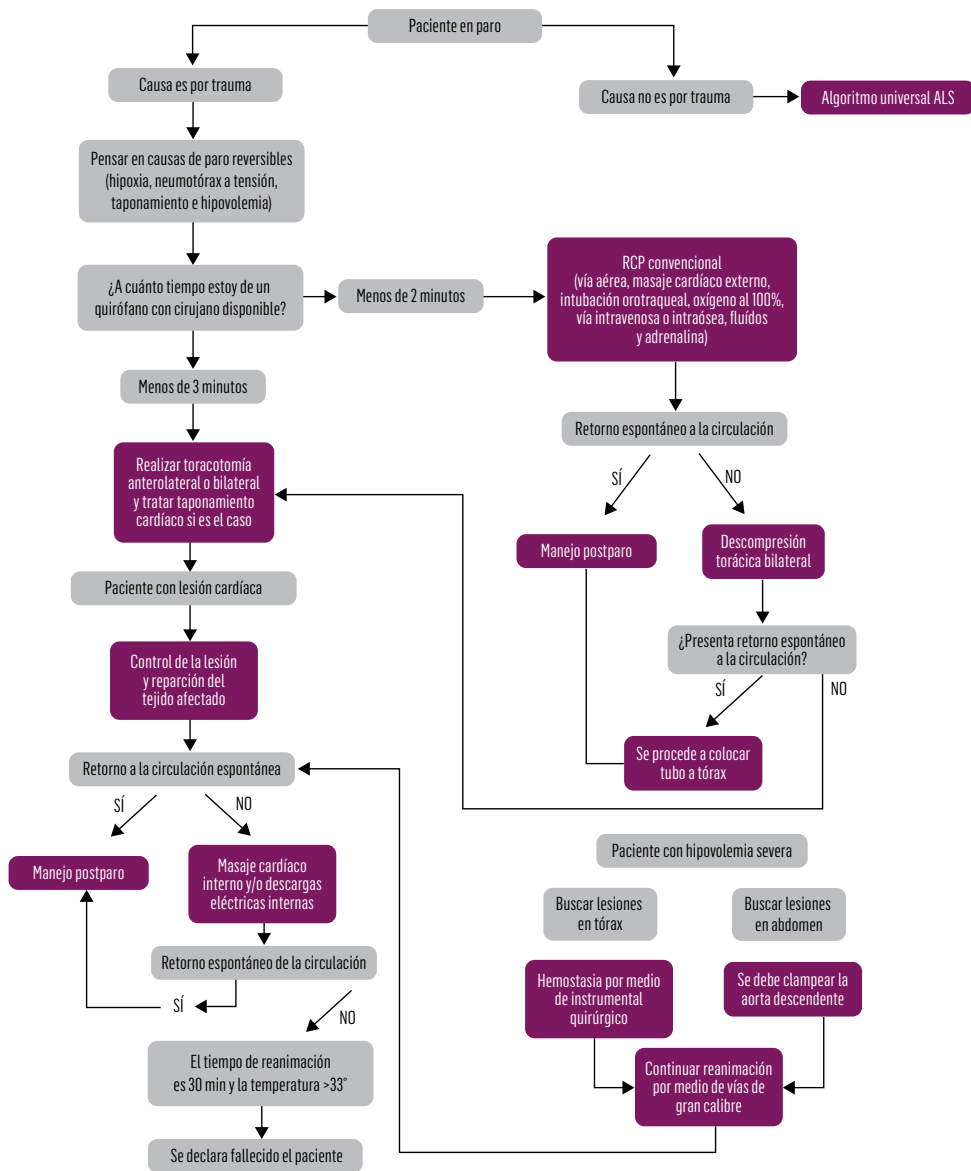 Paciente en paro
Causa es por trauma
Causa no es por trauma
Algoritmo universal ALS
Pensar en causas de paro reversibles
(hipoxia, neumotórax a tensión,
taponamiento e hipovolemia)
¿A cuánto tiempo estoy de un
quirófano con cirujano disponible?
Menos de 2 minutos
RCP convencional
(vía aérea, masaje cardíaco externo,
intubación orotraqueal, oxígeno al 100%,
vía intravenosa o intraósea, fluídos
y adrenalina)
Menos de 3 minutos
Retorno espontáneo a la circulación
SÍ
NO
Realizar toracotomía
anterolateral o bilateral
y tratar taponamiento
cardíaco si es el caso
Manejo postparo
Descompresión
torácica bilateral
Paciente con lesión cardíaca
¿Presenta retorno espontáneo
a la circulación?
SÍ
NO
Control de la lesión
y reparción del
tejido afectado
Se procede a colocar
tubo a tórax
Retorno a la circulación espontánea
SÍ
NO
Manejo postparo
Masaje cardíaco
interno y/o descargas
eléctricas internas
Retorno espontáneo de la circulación
SÍ
NO
El tiempo de reanimación
es 30 min y la temperatura >33°
Se declara fallecido el paciente
Paciente con hipovolemia severa
Buscar lesiones
en tórax
Buscar lesiones
en abdomen
Hemostasia por medio
de instrumental
quirúrgico
Se debe clampear la
aorta descendente
Continuar reanimación
por medio de vías de
gran calibre